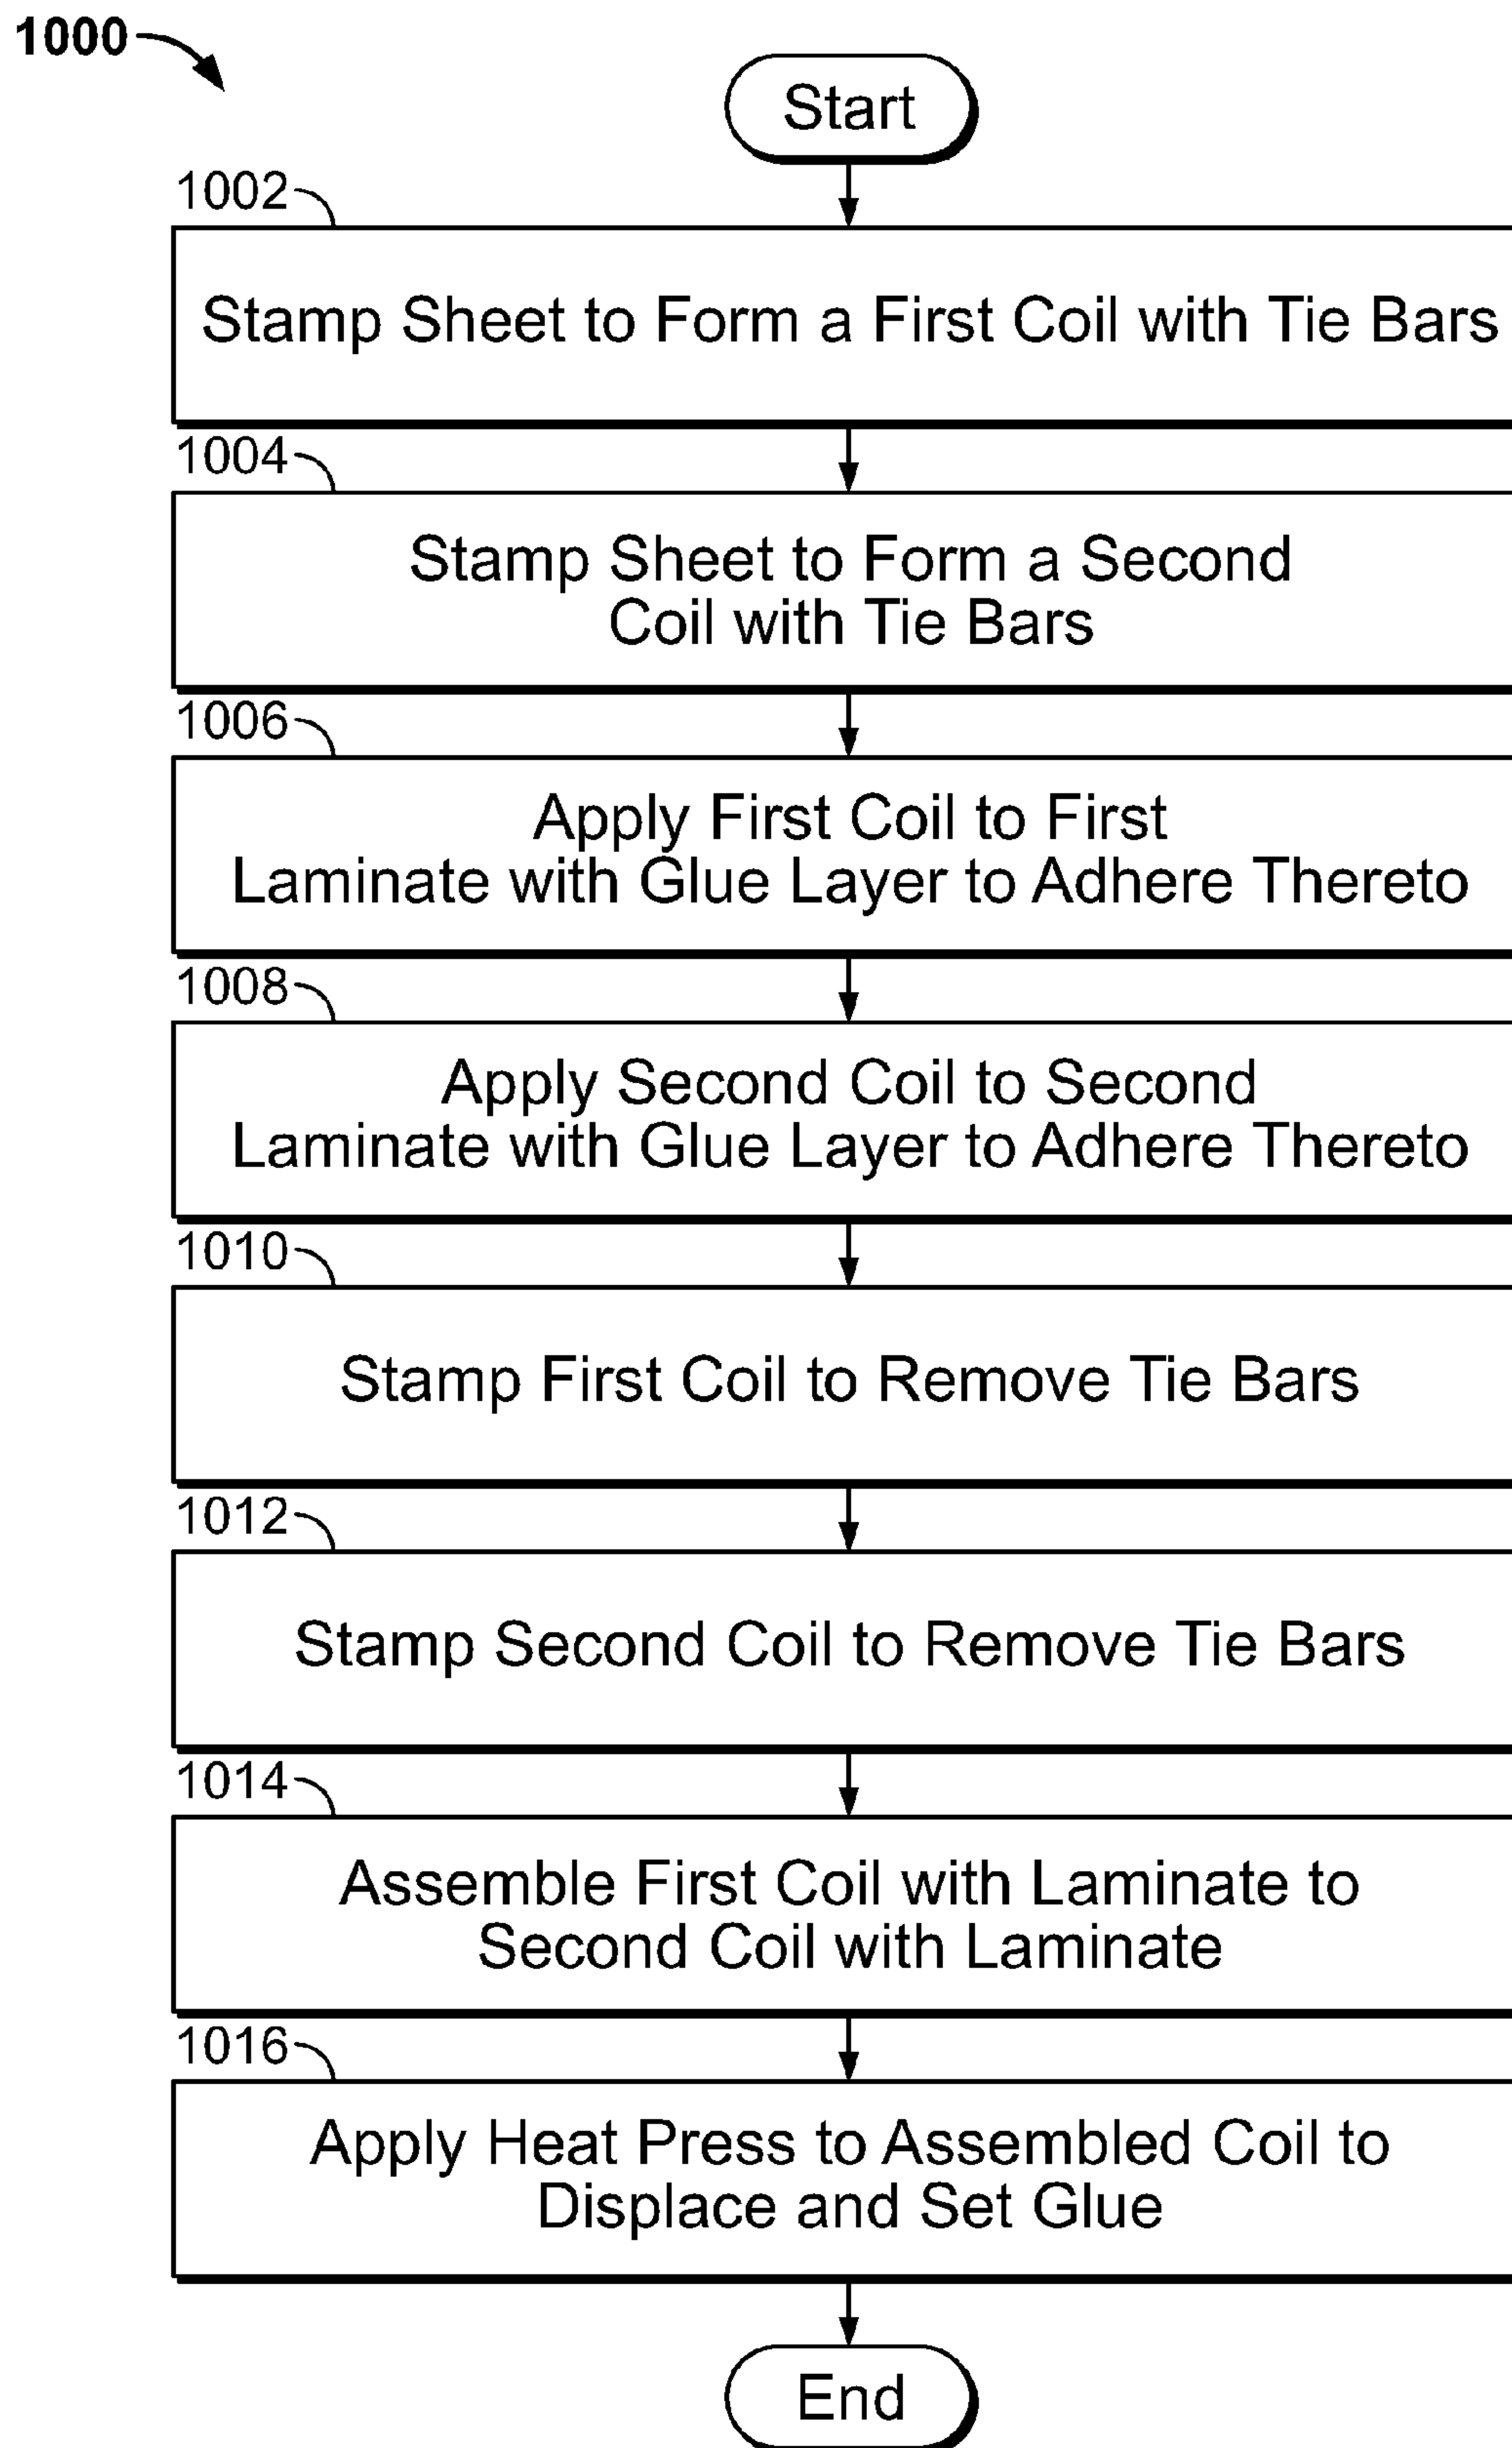 1000
Start
1002
Stamp Sheet to Form a First Coil with Tie Bars
1004
Stamp Sheet to Form a Second
Coil with Tie Bars
1006
Apply First Coil to First
Laminate with Glue Layer to Adhere Thereto
1008
Apply Second Coil to Second
Laminate with Glue Layer to Adhere Thereto
1010
Stamp First Coil to Remove Tie Bars
1012
Stamp Second Coil to Remove Tie Bars
1014
Assemble First Coil with Laminate to
Second Coil with Laminate
1016
Apply Heat Press to Assembled Coil to
Displace and Set Glue
End